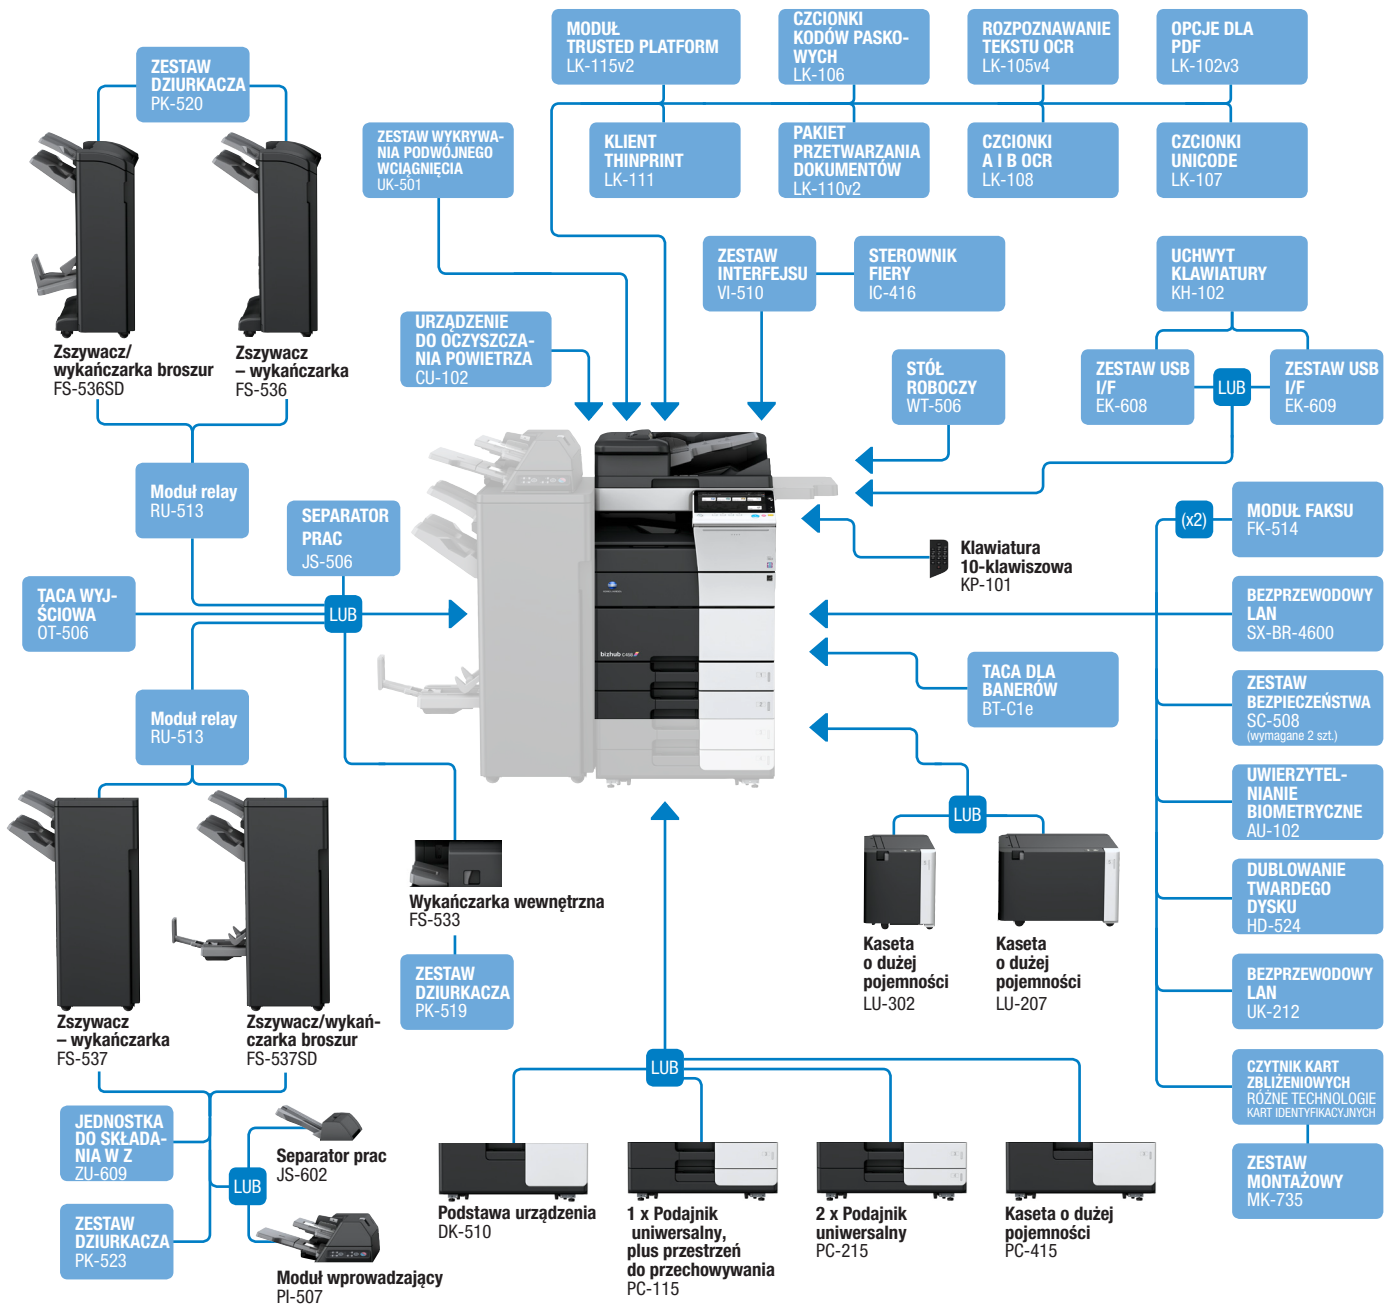 MODUŁ
TRUSTED PLATFORM
LK-115v2
CZCIONKI
KODÓW PASKO-
WYCH
LK-106
ROZPOZNAWANIE
TEKSTU OCR
LK-105v4
OPCJE DLA
PDF
LK-102v3
ZESTAW
DZIURKACZA
PK-520
ZESTAW WYKRYWA-
NIA PODWÓJNEGO
WCIĄGNIĘCIA
UK-501
KLIENT
THINPRINT
LK-111
PAKIET
PRZETWARZANIA
DOKUMENTÓW
LK-110v2
CZCIONKI
A I B OCR
LK-108
CZCIONKI
UNICODE
LK-107
ZESTAW
INTERFEJSU
VI-510
STEROWNIK
FIERY
IC-416
UCHWYT
KLAWIATURY
KH-102
URZĄDZENIE
DO OCZYSZCZA-
NIA POWIETRZA
CU-102
Zszywacz/
wykańczarka broszur
FS-536SD
Zszywacz
– wykańczarka
FS-536
STÓŁ
ROBOCZY
WT-506
ZESTAW USB
I/F
EK-608
LUB
ZESTAW USB
I/F
EK-609
Moduł relay
RU-513
SEPARATOR
PRAC
JS-506
(x2)
MODUŁ FAKSU
FK-514
Klawiatura
10-klawiszowa
KP-101
TACA WYJ-
ŚCIOWA
OT-506
LUB
BEZPRZEWODOWY
LAN
SX-BR-4600
bizhub C458
TACA DLA
BANERÓW
BT-C1e
ZESTAW
BEZPIECZEŃSTWA
SC-508
(wymagane 2 szt.)
Moduł relay
RU-513
UWIERZYTEL-
NIANIE
BIOMETRYCZNE
AU-102
LUB
DUBLOWANIE
TWARDEGO
DYSKU
HD-524
Wykańczarka wewnętrzna
FS-533
Kaseta
o dużej
pojemności
LU-302
Kaseta
o dużej
pojemności
LU-207
ZESTAW
DZIURKACZA
PK-519
BEZPRZEWODOWY
LAN
UK-212
Zszywacz
– wykańczarka
FS-537
Zszywacz/wykań-
czarka broszur
FS-537SD
LUB
CZYTNIK KART
ZBLIŻENIOWYCH
RÓŻNE TECHNOLOGIE
KART IDENTYFIKACYJNYCH
JEDNOSTKA
DO SKŁADA-
NIA W Z
ZU-609
Separator prac
JS-602
LUB
ZESTAW
MONTAŻOWY
MK-735
ZESTAW
DZIURKACZA
PK-523
Moduł wprowadzający
PI-507
Podstawa urządzenia
DK-510
1 x Podajnik
uniwersalny,
plus przestrzeń
do przechowywania
PC-115
2 x Podajnik
uniwersalny
PC-215
Kaseta o dużej
pojemności
PC-415